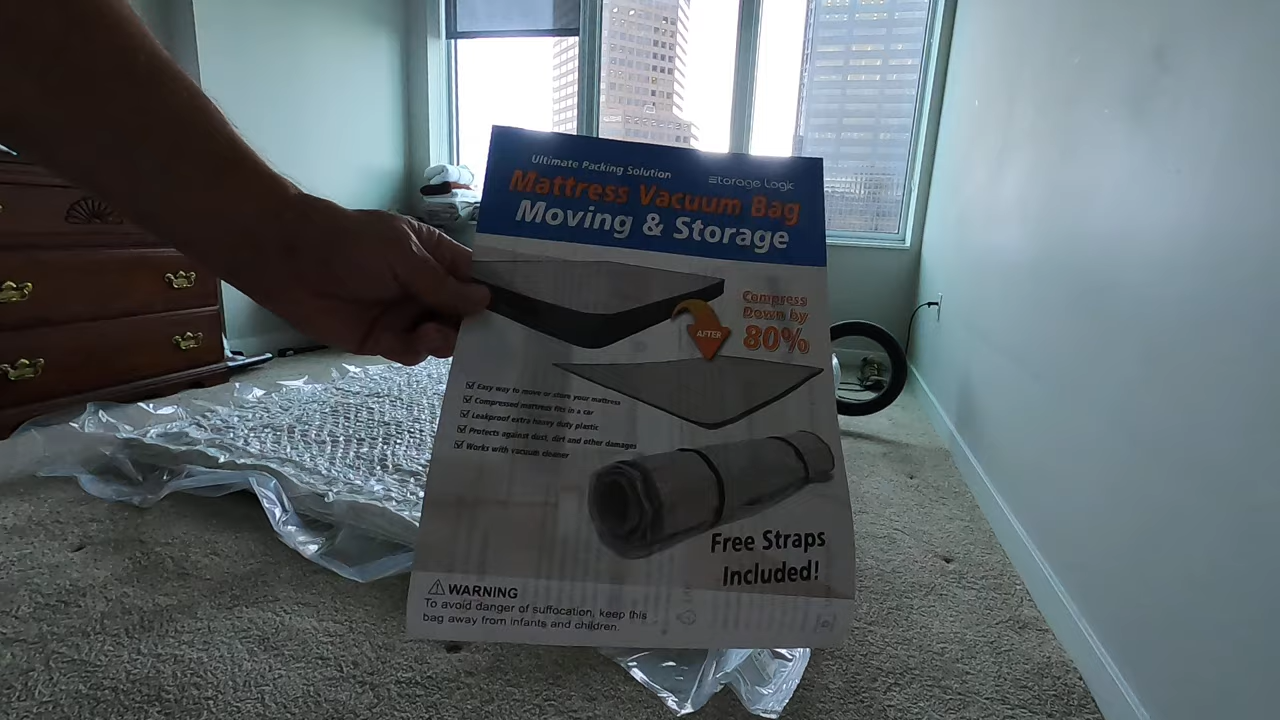 Ultimate Packing Solution
Storage Logic
Mattress Vacuum Bag
Moving & Storage
Compress
Down by
80%
AFTER
Easy way to move or store your mattress
Compressed mattress fits in a car
Leakproof extra heavy duty plastic
Protects against dust, dirt and other damages
Works with vacuum cleaner
Free Straps
Included!
WARNING
To avoid danger of suffocation, keep this
bag away from infants and children.